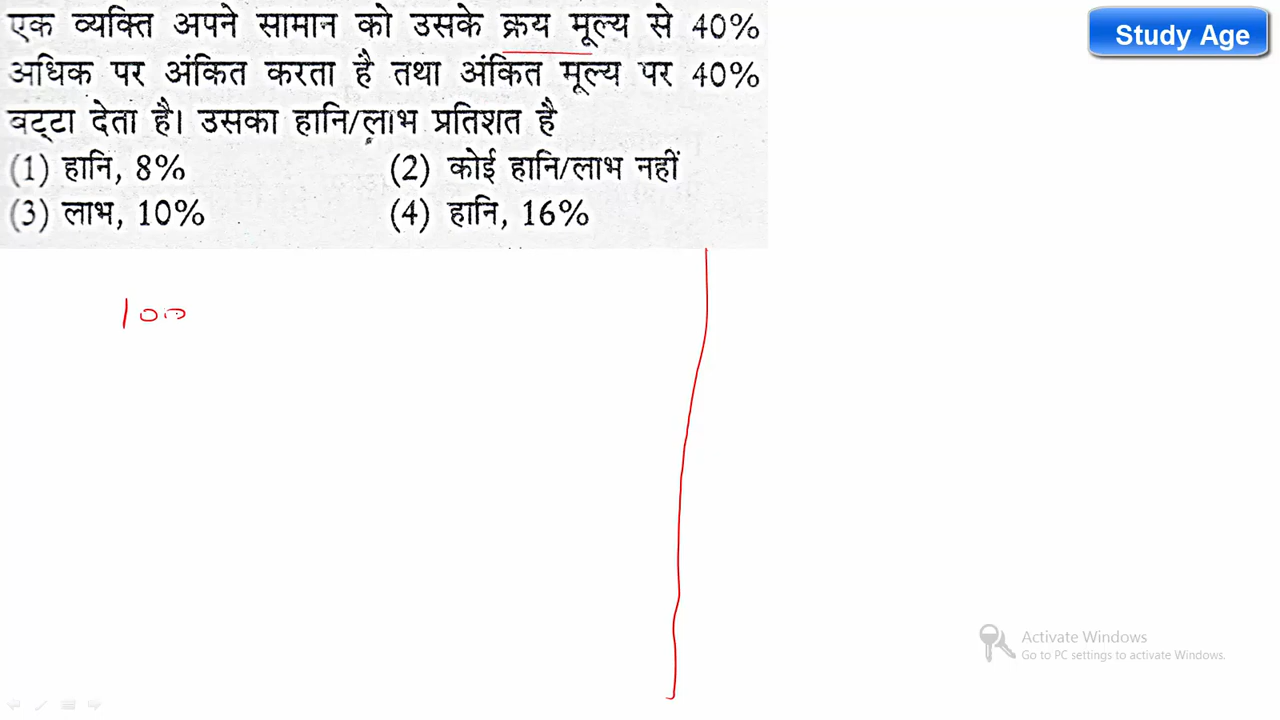 एक व्यक्ति अपने सामान को उसके क्रय मूल्य से 40%
अधिक पर अंकित करता है तथा अंकित मूल्य पर 40%
बट्टा देता है। उसका हानि/लाभ प्रतिशत है
(1) हानि, 8% (2) कोई हानि/लाभ नहीं
(3) लाभ, 10% (4) हानि, 16%
100
Study Age
Activate Windows
Go to PC settings to activate Windows.